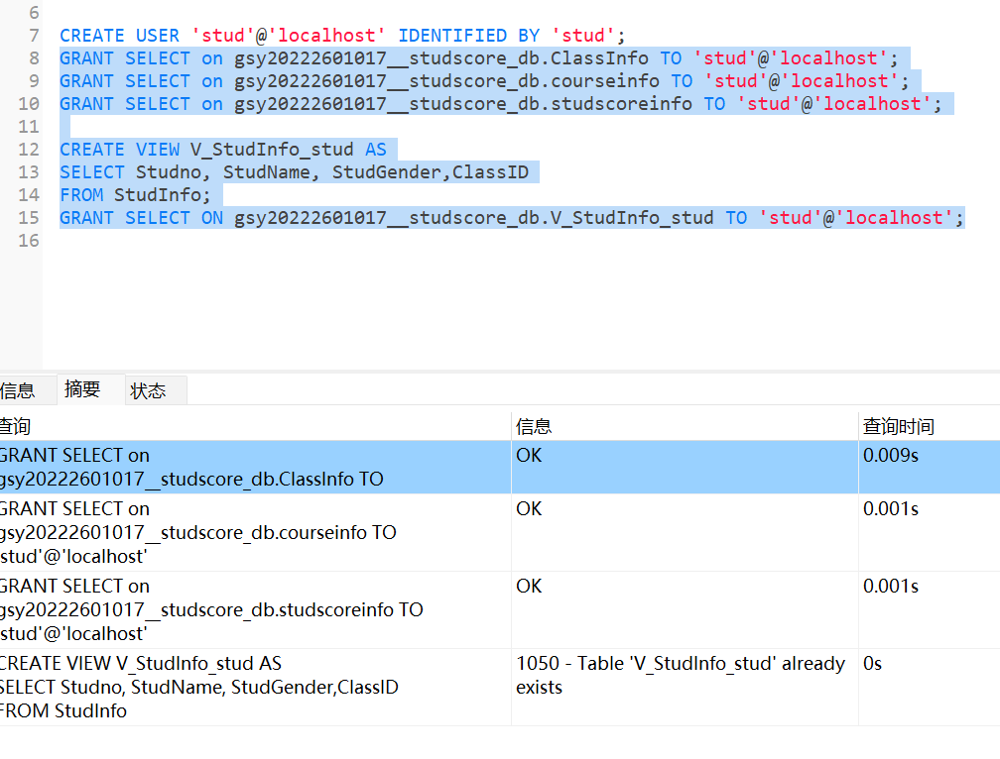 6
7 CREATE USER 'stud'@'localhost' IDENTIFIED BY 'stud';
8 GRANT SELECT on gsy20222601017__studscore_db.ClassInfo TO 'stud'@'localhost';
9 GRANT SELECT on gsy20222601017__studscore_db.courseinfo TO 'stud'@'localhost';
10 GRANT SELECT on gsy20222601017__studscore_db.studscoreinfo TO 'stud'@'localhost';
11
12 CREATE VIEW V_StudInfo_stud AS
13 SELECT Studno, StudName, StudGender,ClassID
14 FROM StudInfo;
15 GRANT SELECT ON gsy20222601017__studscore_db.V_StudInfo_stud TO 'stud'@'localhost';
16
信息 摘要 状态
查询 信息 查询时间
GRANT SELECT on OK 0.009s
gsy20222601017__studscore_db.ClassInfo TO
GRANT SELECT on OK 0.001s
gsy20222601017__studscore_db.courseinfo TO
stud'@'localhost'
GRANT SELECT on OK 0.001s
gsy20222601017__studscore_db.studscoreinfo TO
stud'@'localhost'
CREATE VIEW V_StudInfo_stud AS 1050 - Table 'V_StudInfo_stud' already 0s
SELECT Studno, StudName, StudGender,ClassID exists
FROM StudInfo